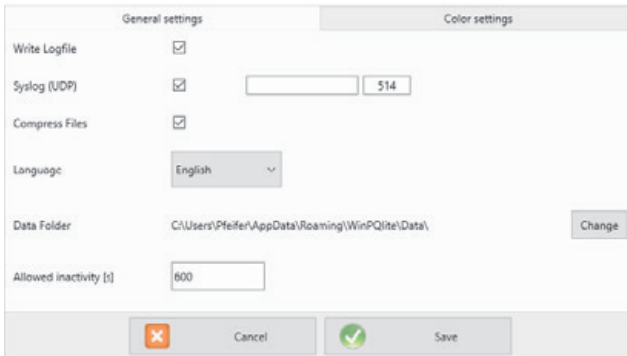 General settings
Color settings
Write Logfile
Syslog (UDP) 514
Compress Files
Language English
Data Folder C:\Users\Pfeifer\AppData\Roaming\WinPQlite\Data\ Change
Allowed inactivity [s] 600
Cancel
Save